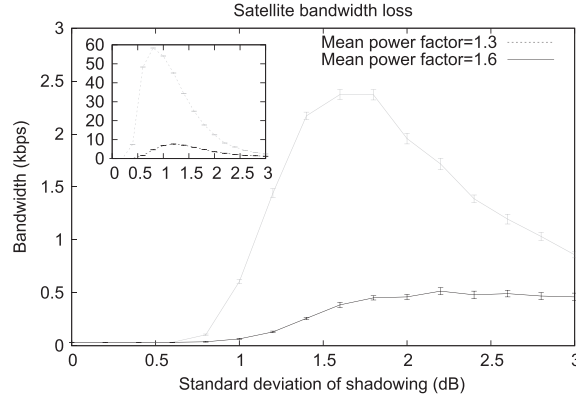 Satellite bandwidth loss
Mean power factor=1.3
Mean power factor=1.6
60
50
40
30
20
10
0
0 0.5 1 1.5 2 2.5 3
3
2.5
2
1.5
1
0.5
0
Bandwidth (kbps)
0 0.5 1 1.5 2 2.5 3
Standard deviation of shadowing (dB)